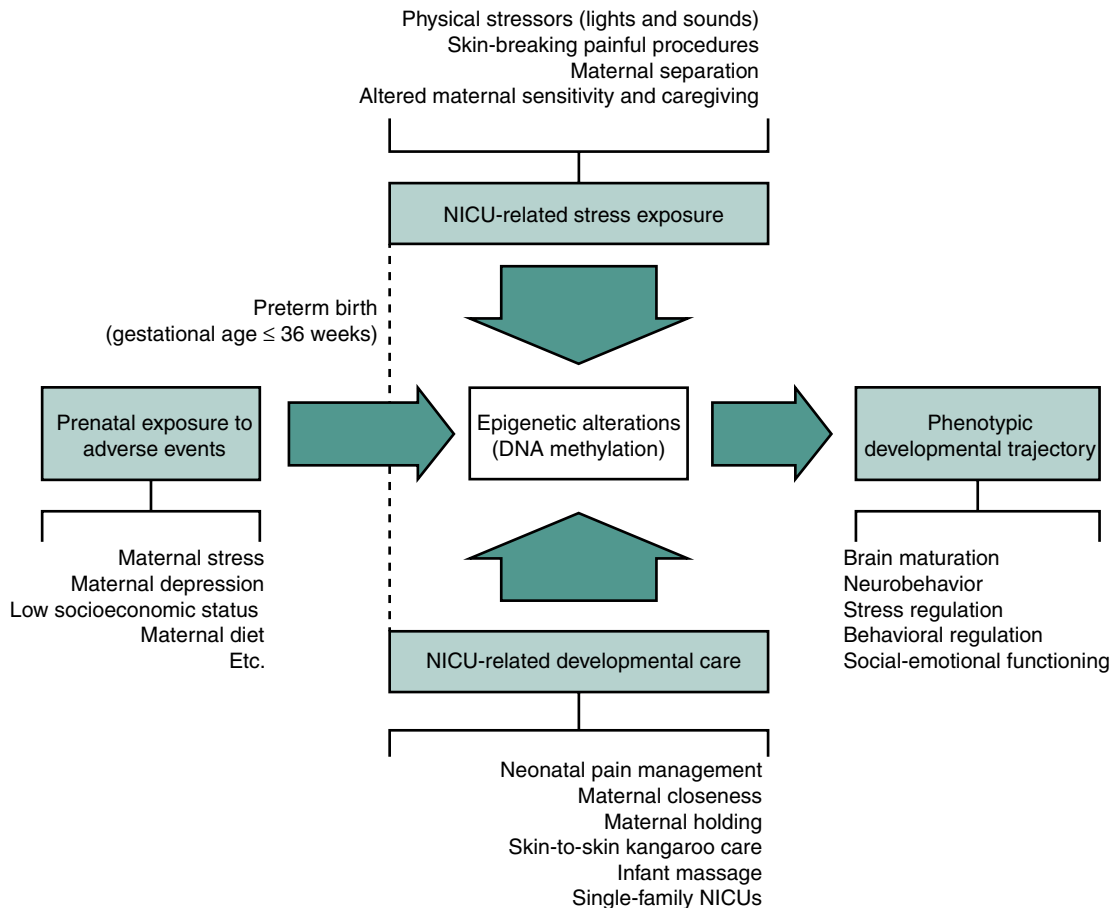 Physical stressors (lights and sounds)
Skin-breaking painful procedures
Maternal separation
Altered maternal sensitivity and caregiving
NICU-related stress exposure
Preterm birth
(gestational age ≤ 36 weeks)
Prenatal exposure to
adverse events
Epigenetic alterations
(DNA methylation)
Phenotypic
developmental trajectory
Maternal stress
Maternal depression
Low socioeconomic status
Maternal diet
Etc.
Brain maturation
Neurobehavior
Stress regulation
Behavioral regulation
Social-emotional functioning
NICU-related developmental care
Neonatal pain management
Maternal closeness
Maternal holding
Skin-to-skin kangaroo care
Infant massage
Single-family NICUs